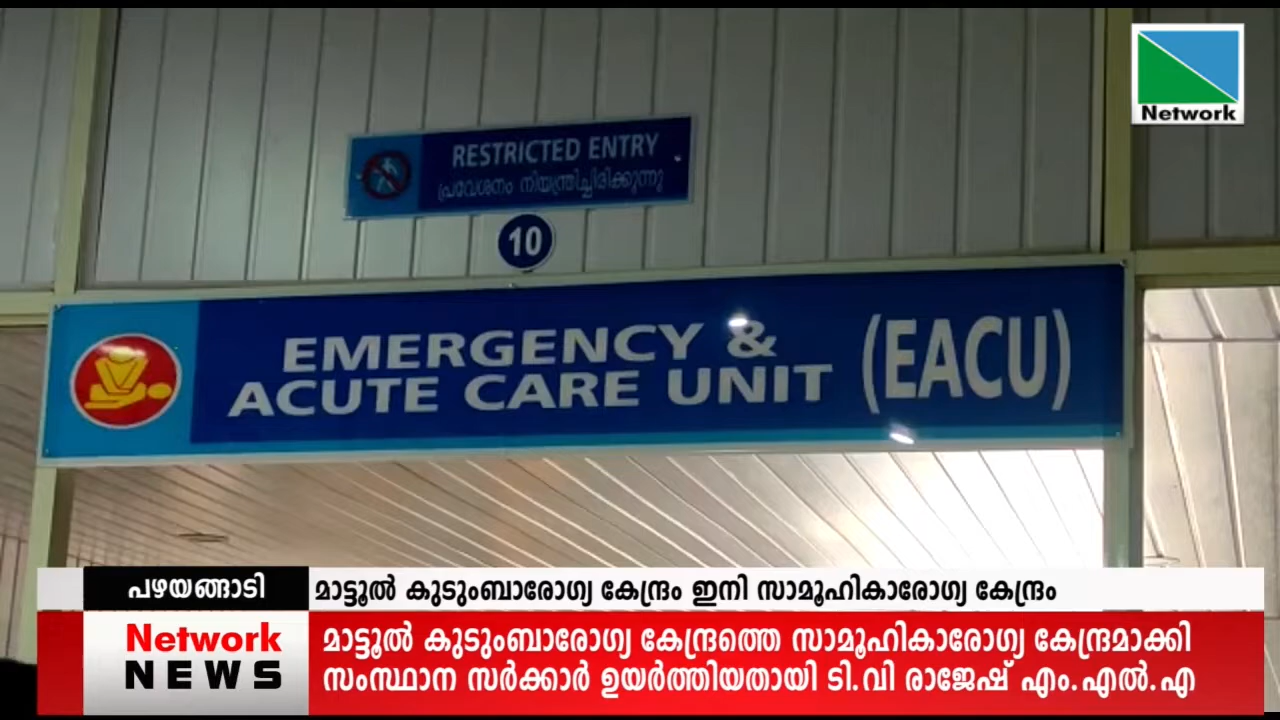 Network
RESTRICTED ENTRY
പ്രവേശനം നിയന്ത്രിച്ചിരിക്കുന്നു
10
EMERGENCY &
ACUTE CARE UNIT (EACU)
പഴയങ്ങാടി
മാട്ടൂൽ കുടുംബാരോഗ്യ കേന്ദ്രം ഇനി സാമൂഹികാരോഗ്യ കേന്ദ്രം
Network
NEWS
മാട്ടൂൽ കുടുംബാരോഗ്യ കേന്ദ്രത്തെ സാമൂഹികാരോഗ്യ കേന്ദ്രമാക്കി
സംസ്ഥാന സർക്കാർ ഉയർത്തിയതായി ടി.വി രാജേഷ് എം.എൽ.എ